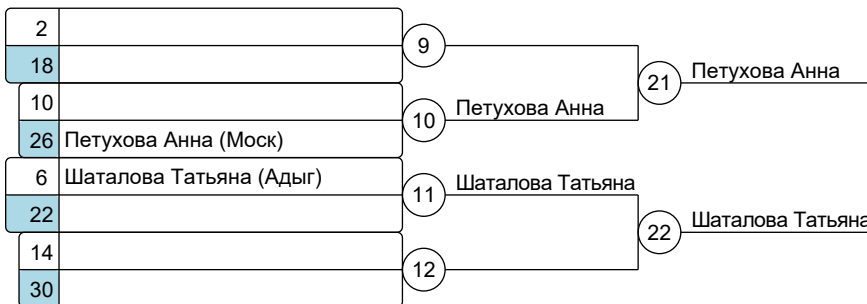 2
18
9
10
26 Петухова Анна (Моск)
10 Петухова Анна
21 Петухова Анна
6 Шаталова Татьяна (Адыг)
22
11 Шаталова Татьяна
14
30
12
22 Шаталова Татьяна